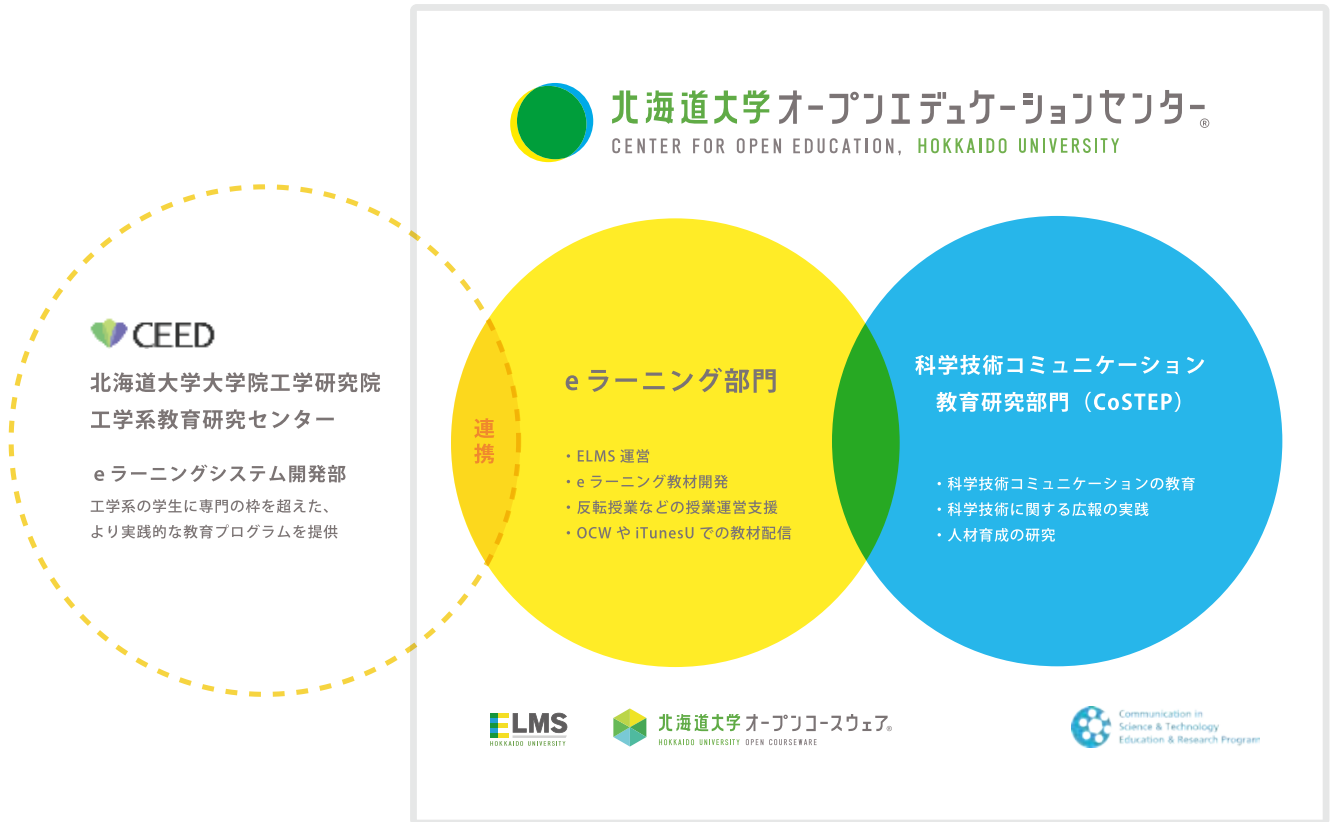 北海道大学オープンエデュケーションセンター®
CENTER FOR OPEN EDUCATION, HOKKAIDO UNIVERSITY
CEED
北海道大学大学院工学研究院
工学系教育研究センター
eラーニングシステム開発部
工学系の学生に専門の枠を超えた、
より実践的な教育プログラムを提供
連携
eラーニング部門
・ELMS 運営
・eラーニング教材開発
・反転授業などの授業運営支援
・OCW や iTunesU での教材配信
科学技術コミュニケーション
教育研究部門（CoSTEP）
・科学技術コミュニケーションの教育
・科学技術に関する広報の実践
・人材育成の研究
ELMS
HOKKAIDO UNIVERSITY
北海道大学オープンコースウェア®
HOKKAIDO UNIVERSITY OPEN COURSEWARE
Communication in
Science & Technology
Education & Research Program